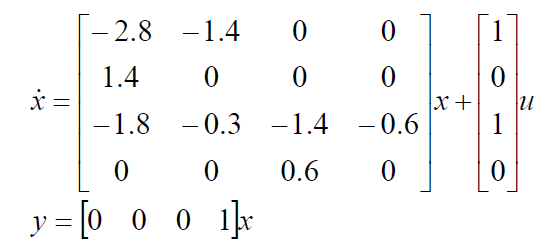 ẋ = [−2.8 −1.4 0 0; 1.4 0 0 0; −1.8 −0.3 −1.4 −0.6; 0 0 0.6 0] x + [1; 0; 1; 0] u
y = [0 0 0 1]x